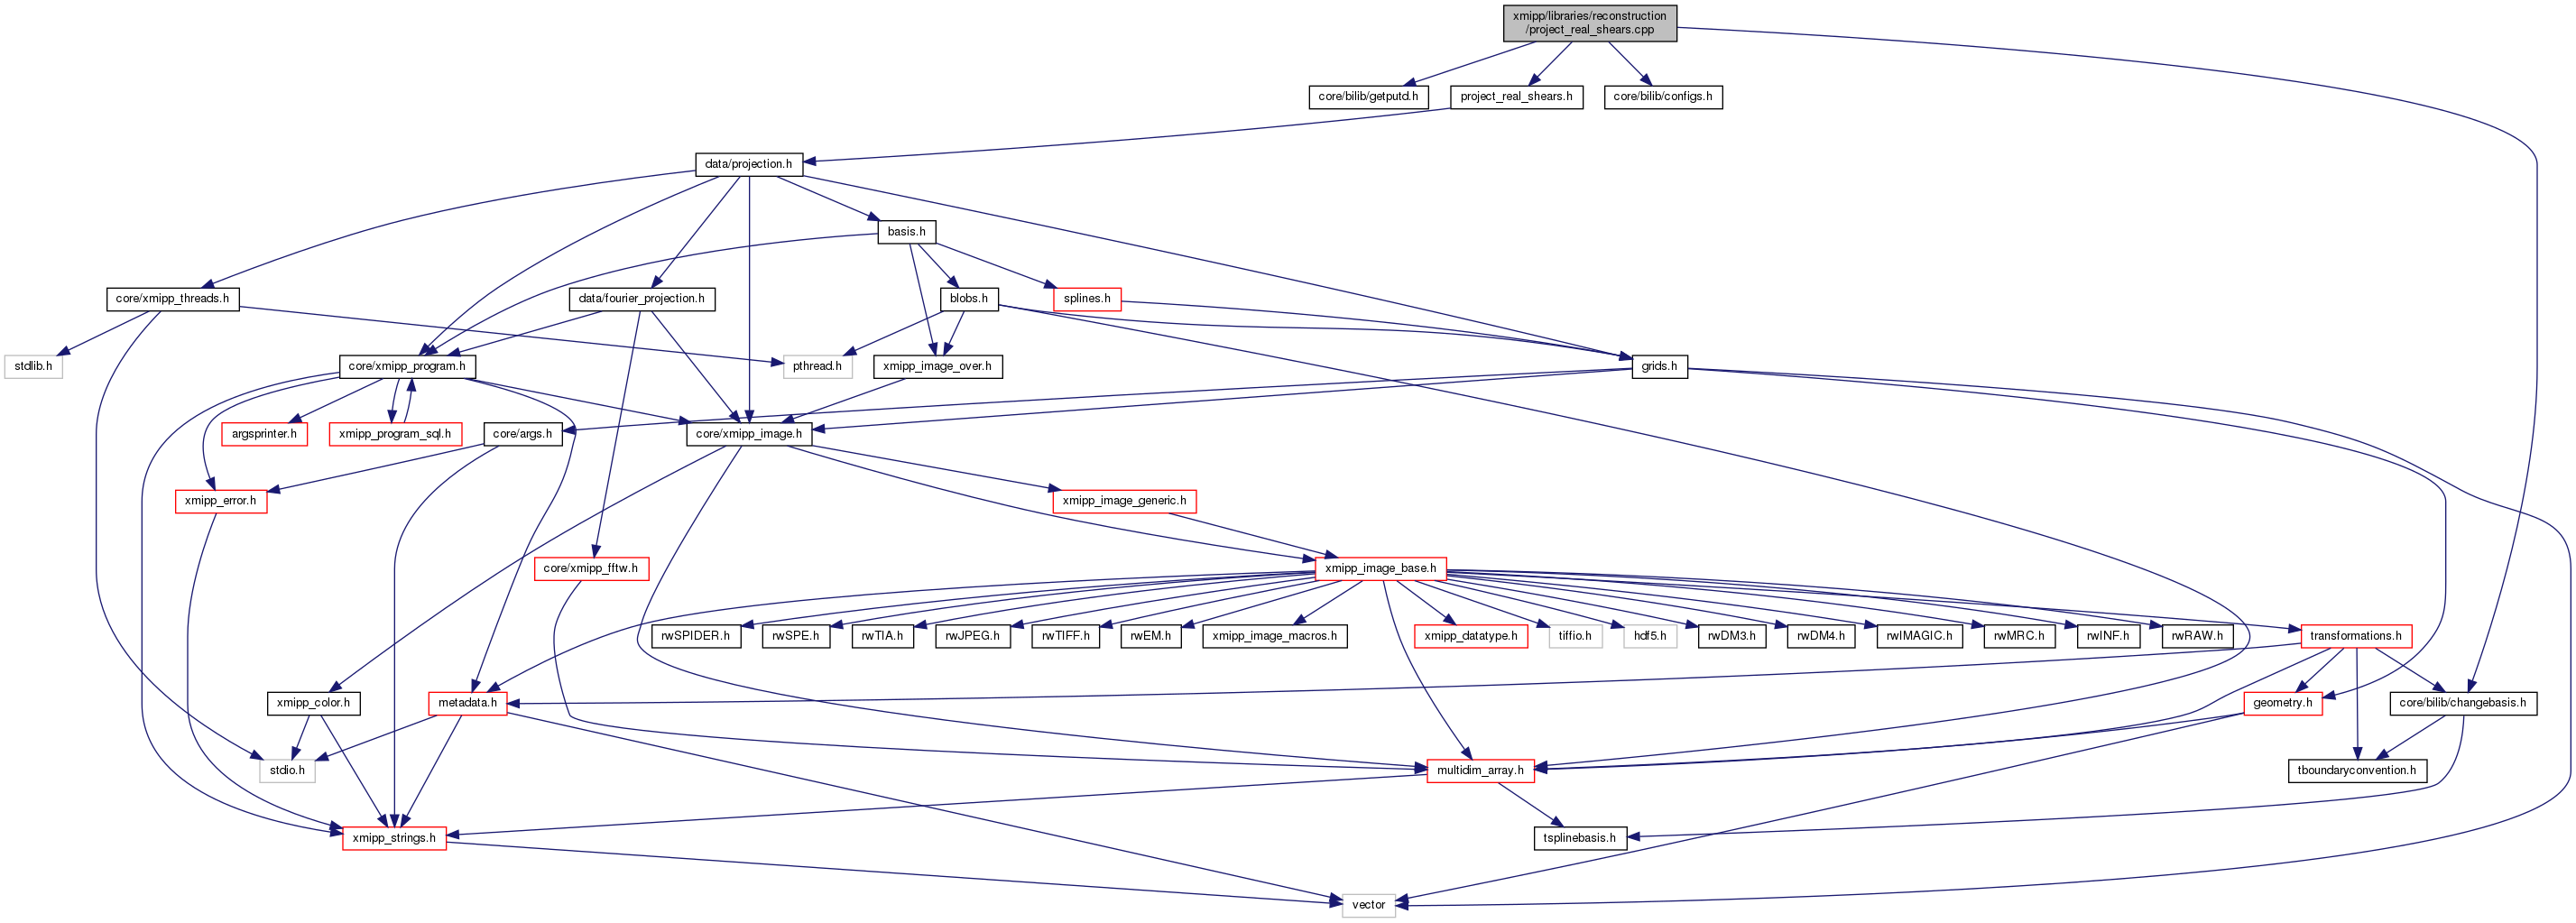 xmipp/libraries/reconstruction
/project_real_shears.cpp
core/bilib/getputd.h
project_real_shears.h
core/bilib/configs.h
data/projection.h
basis.h
core/xmipp_threads.h
data/fourier_projection.h
blobs.h
splines.h
stdlib.h
core/xmipp_program.h
pthread.h
xmipp_image_over.h
grids.h
argsprinter.h
xmipp_program_sql.h
core/args.h
core/xmipp_image.h
xmipp_error.h
xmipp_image_generic.h
core/xmipp_fftw.h
xmipp_image_base.h
rwSPIDER.h
rwSPE.h
rwTIA.h
rwJPEG.h
rwTIFF.h
rwEM.h
xmipp_image_macros.h
xmipp_datatype.h
tiffio.h
hdf5.h
rwDM3.h
rwDM4.h
rwIMAGIC.h
rwMRC.h
rwINF.h
rwRAW.h
transformations.h
xmipp_color.h
metadata.h
geometry.h
core/bilib/changebasis.h
stdio.h
multidim_array.h
tboundaryconvention.h
xmipp_strings.h
tsplinebasis.h
vector